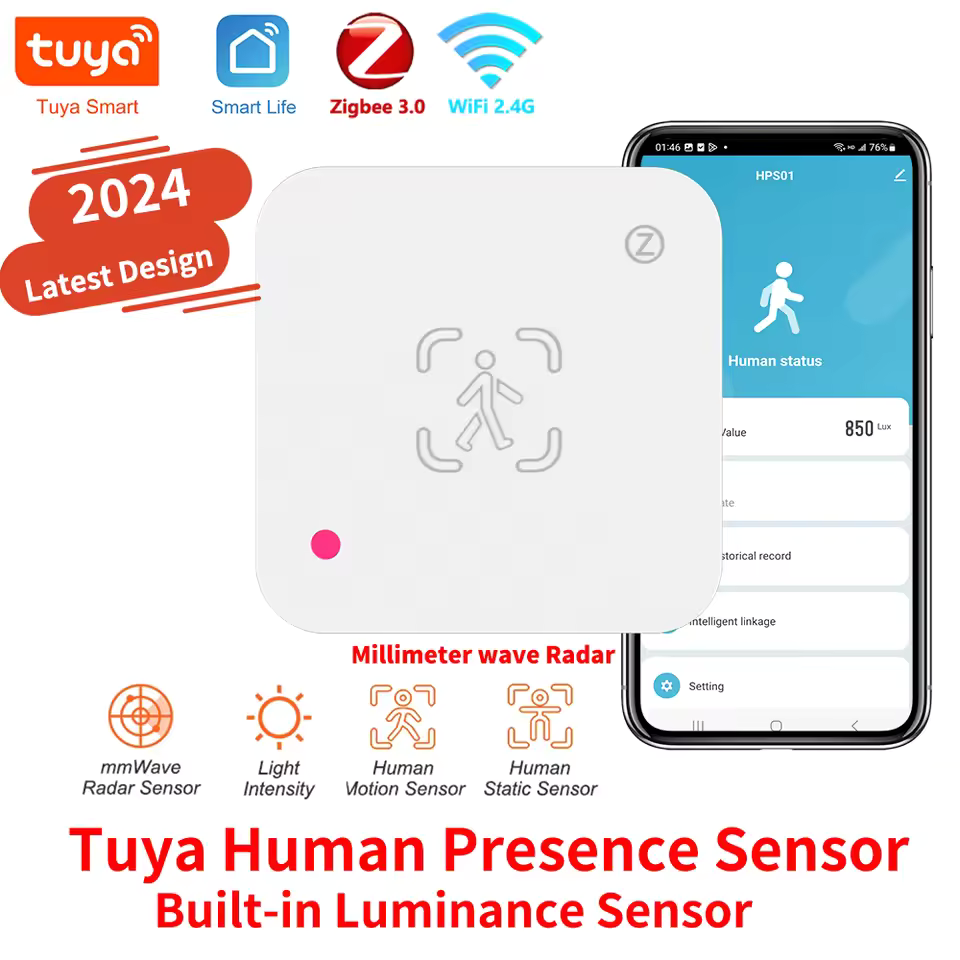 tuya
Tuya Smart
Smart Life
Z
Zigbee 3.0
WiFi 2.4G
2024
Latest Design
Z
01:46
HD
76%
HPS01
Human status
Value
850 Lux
storical record
ntelligent linkage
Setting
Millimeter wave Radar
mmWave
Radar Sensor
Light
Intensity
Human
Motion Sensor
Human
Static Sensor
Tuya Human Presence Sensor
Built-in Luminance Sensor